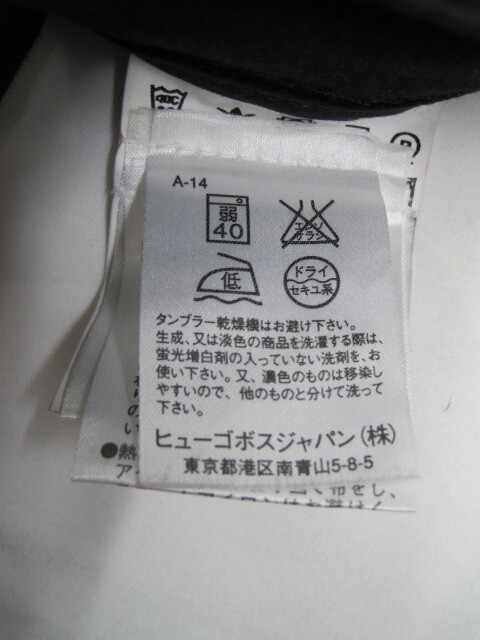 40C
A-14
弱
40
エンソ
サラシ
低
ドライ
セキユ系
タンブラー乾燥機はお避け下さい。
生成、又は淡色の商品を洗濯する際は、
蛍光増白剤の入っていない洗剤を、お
使い下さい。又、濃色のものは移染し
やすいので、他のものと分けて洗って
下さい。
ヒューゴボスジャパン(株)
東京都港区南青山5-8-5
●熱